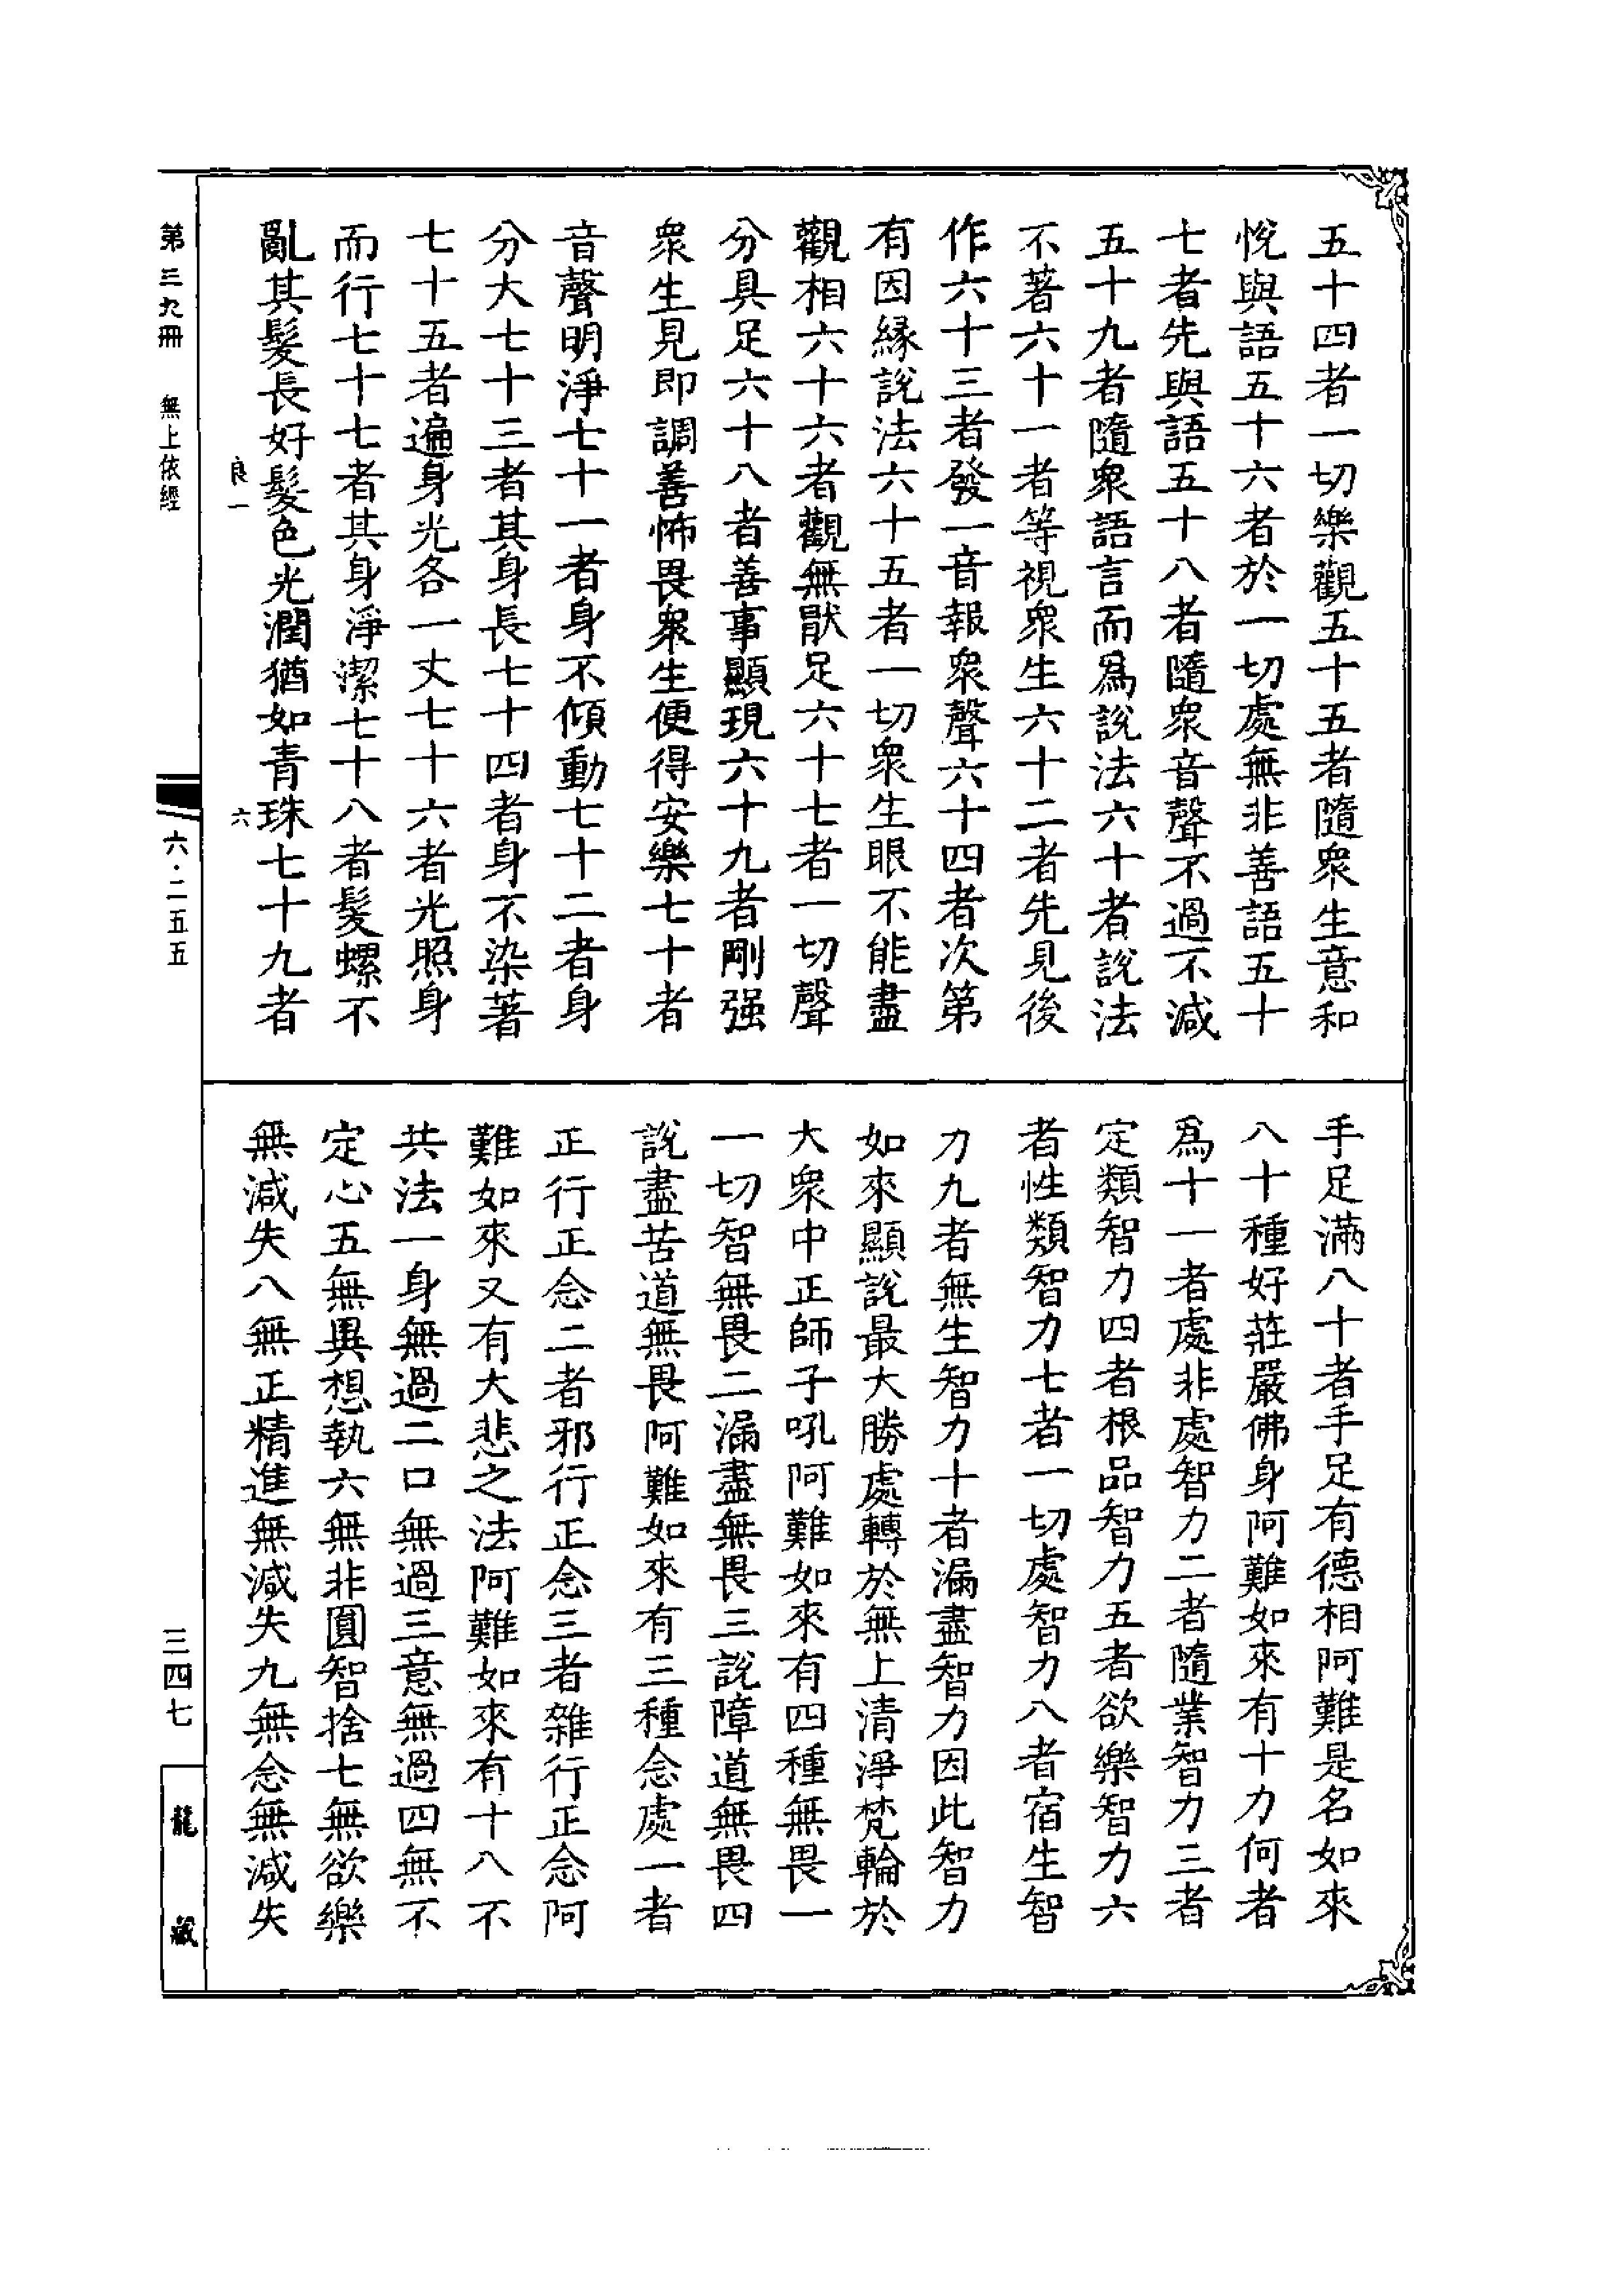 五十四者一切樂觀五十五者隨衆生意和
悅與語五十六者於一切處無非善語五十
七者先與語五十八者隨衆音聲不過不減
五十九者隨衆語言而爲說法六十者說法
不著六十一者等視衆生六十二者先見後
作六十三者發一音報衆聲六十四者次第
有因緣說法六十五者一切衆生眼不能盡
觀相六十六者觀無猒足六十七者一切聲
分具足六十八者善事顯現六十九者剛强
衆生見即調善怖畏衆生便得安樂七十者
音聲明淨七十一者身不傾動七十二者身
分大七十三者其身長七十四者身不染著
七十五者遍身光各一丈七十六者光照身
而行七十七者其身淨潔七十八者髮螺不
亂其髮長好髮色光潤猶如青珠七十九者
手足滿八十者手足有德相阿難是名如來
八十種好莊嚴佛身阿難如來有十力何者
爲十一者處非處智力二者隨業智力三者
定類智力四者根品智力五者欲樂智力六
者性類智力七者一切處智力八者宿生智
力九者無生智力十者漏盡智力因此智力
如來顯說最大勝處轉於無上清淨梵輪於
大衆中正師子吼阿難如來有四種無畏一
一切智無畏二漏盡無畏三說障道無畏四
說盡苦道無畏阿難如來有三種念處一者
正行正念二者邪行正念三者雜行正念阿
難如來又有大悲之法阿難如來有十八不
共法一身無過二口無過三意無過四無不
定心五無異想執六無非圓智捨七無欲樂
無減失八無正精進無減失九無念無減失
良一 六
第三九冊 無上依經
六·二五五
三四七
龍藏